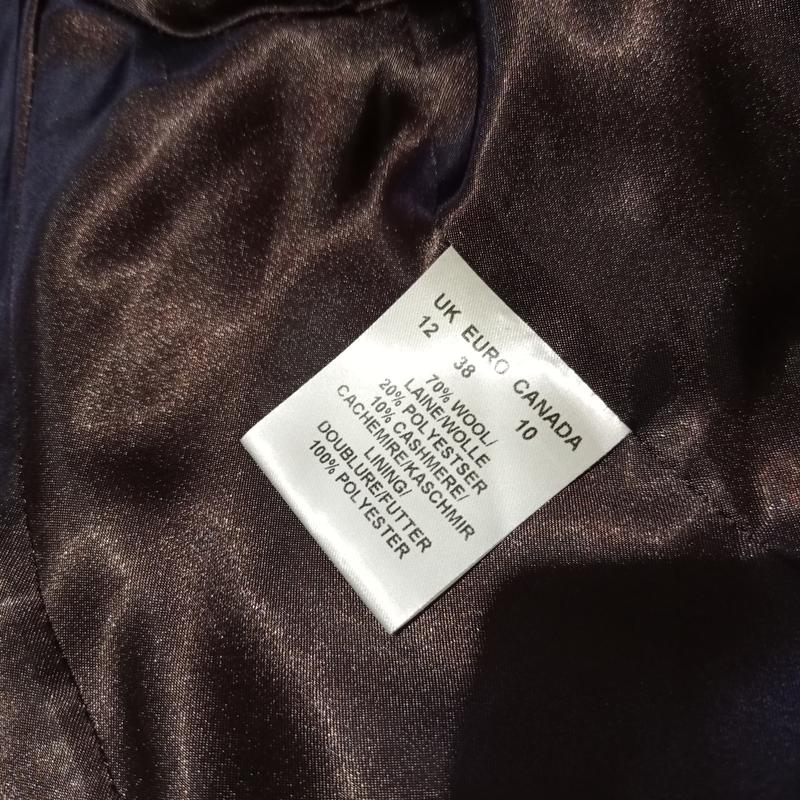 UK EURO CANADA
12 38 10
70% WOOL/
LAINE/WOLLE
20% POLYESTSER
10% CASHMERE/
CACHEMIRE/KASCHMIR
LINING/
DOUBLURE/FUTTER
100% POLYESTER